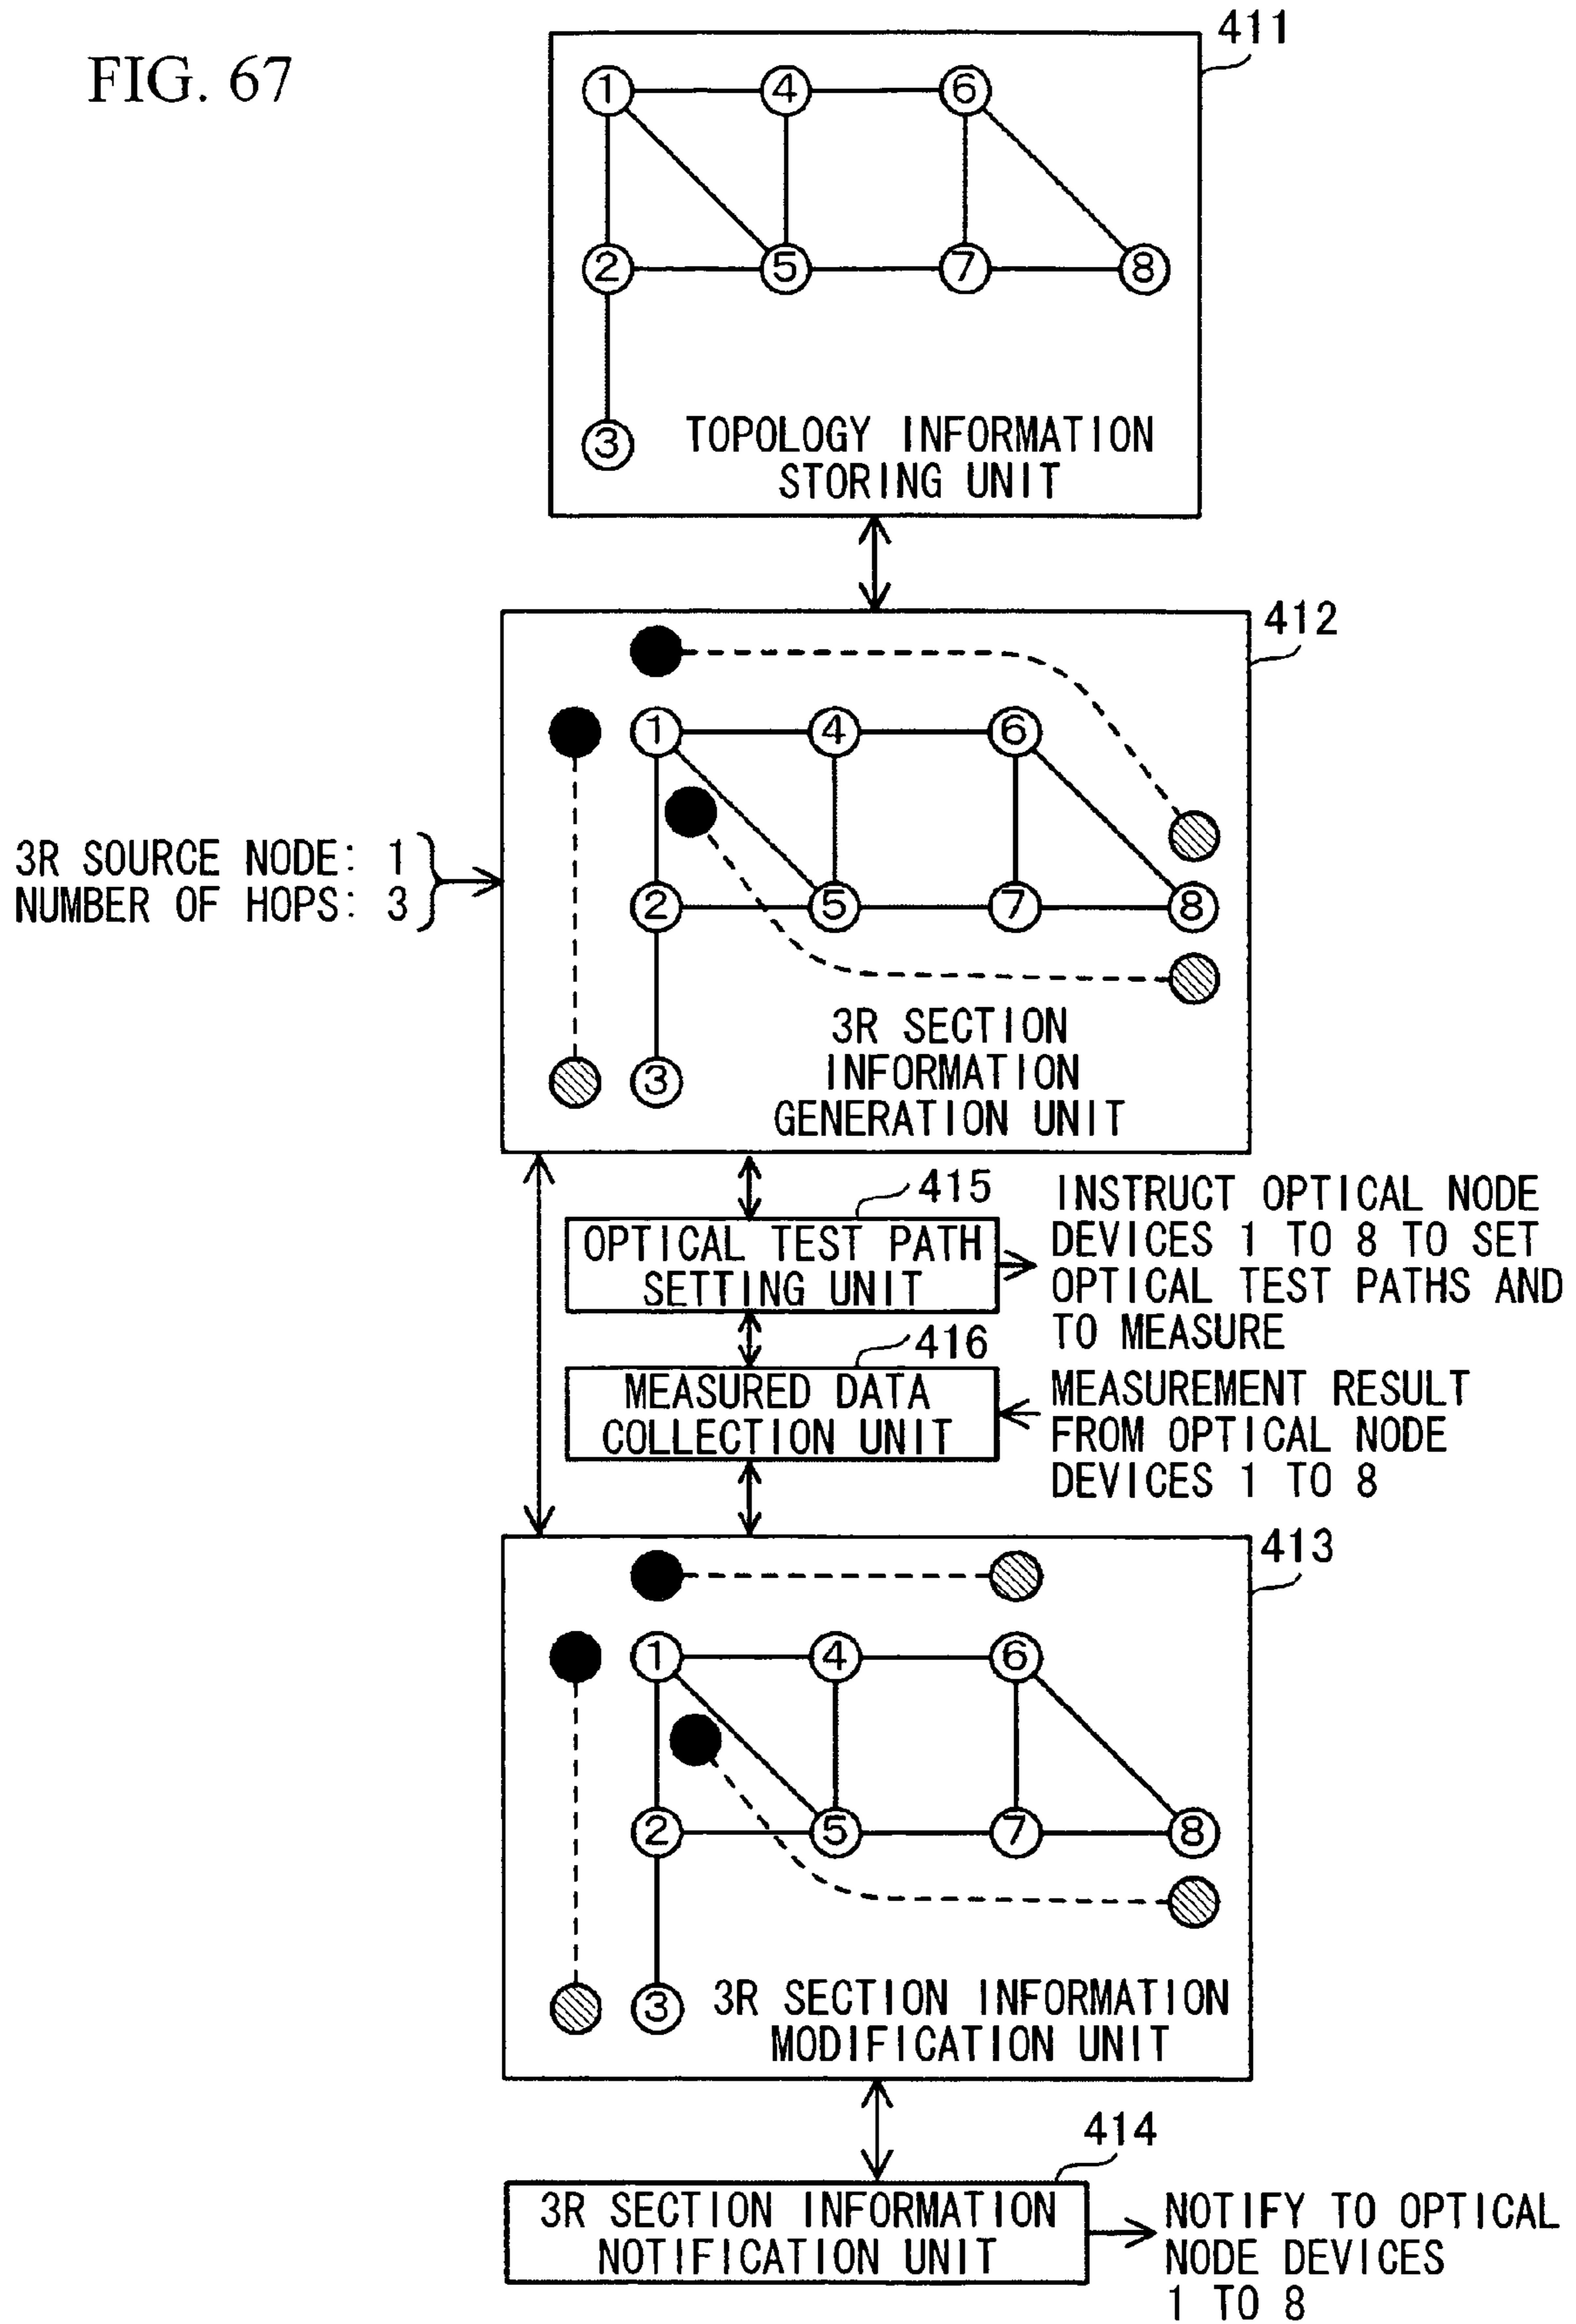 FIG. 67
411
1 4 6
2 5 7 8
3
TOPOLOGY INFORMATION
STORING UNIT
412
1 4 6
3R SOURCE NODE: 1
NUMBER OF HOPS: 3
2 5 7 8
3R SECTION
INFORMATION
GENERATION UNIT
3
415
OPTICAL TEST PATH
SETTING UNIT
INSTRUCT OPTICAL NODE
DEVICES 1 TO 8 TO SET
OPTICAL TEST PATHS AND
TO MEASURE
416
MEASURED DATA
COLLECTION UNIT
MEASUREMENT RESULT
FROM OPTICAL NODE
DEVICES 1 TO 8
413
1 4 6
2 5 7 8
3
3R SECTION INFORMATION
MODIFICATION UNIT
414
3R SECTION INFORMATION
NOTIFICATION UNIT
NOTIFY TO OPTICAL
NODE DEVICES
1 TO 8